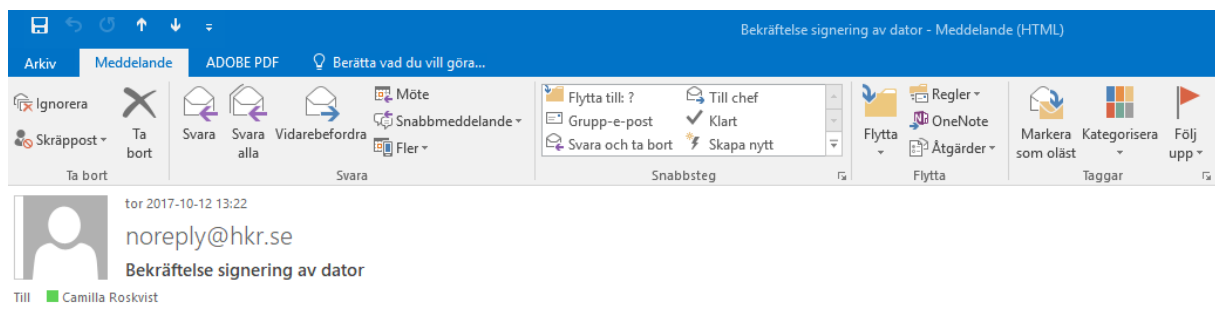 Bekräftelse signering av dator - Meddelande (HTML)
Arkiv Meddelande ADOBE PDF Berätta vad du vill göra...
Ignorera
Skräppost
Ta bort
Svara
Svara alla
Vidarebefordra
Möte
Snabbmeddelande
Fler
Flytta till: ?
Grupp-e-post
Svara och ta bort
Till chef
Klart
Skapa nytt
Flytta
Regler
OneNote
Åtgärder
Markera som oläst
Kategorisera
Följ upp
Ta bort Svara Snabbsteg Flytta Taggar
tor 2017-10-12 13:22
noreply@hkr.se
Bekräftelse signering av dator
Till Camilla Roskvist